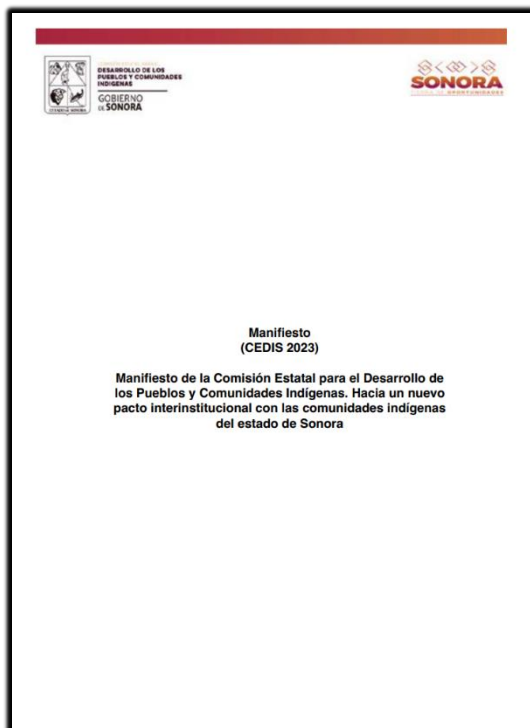 DESARROLLO DE LOS
PUEBLOS Y COMUNIDADES
INDÍGENAS
GOBIERNO
DE SONORA
SONORA
Manifiesto
(CEDIS 2023)
Manifiesto de la Comisión Estatal para el Desarrollo de
los Pueblos y Comunidades Indígenas. Hacia un nuevo
pacto interinstitucional con las comunidades indígenas
del estado de Sonora